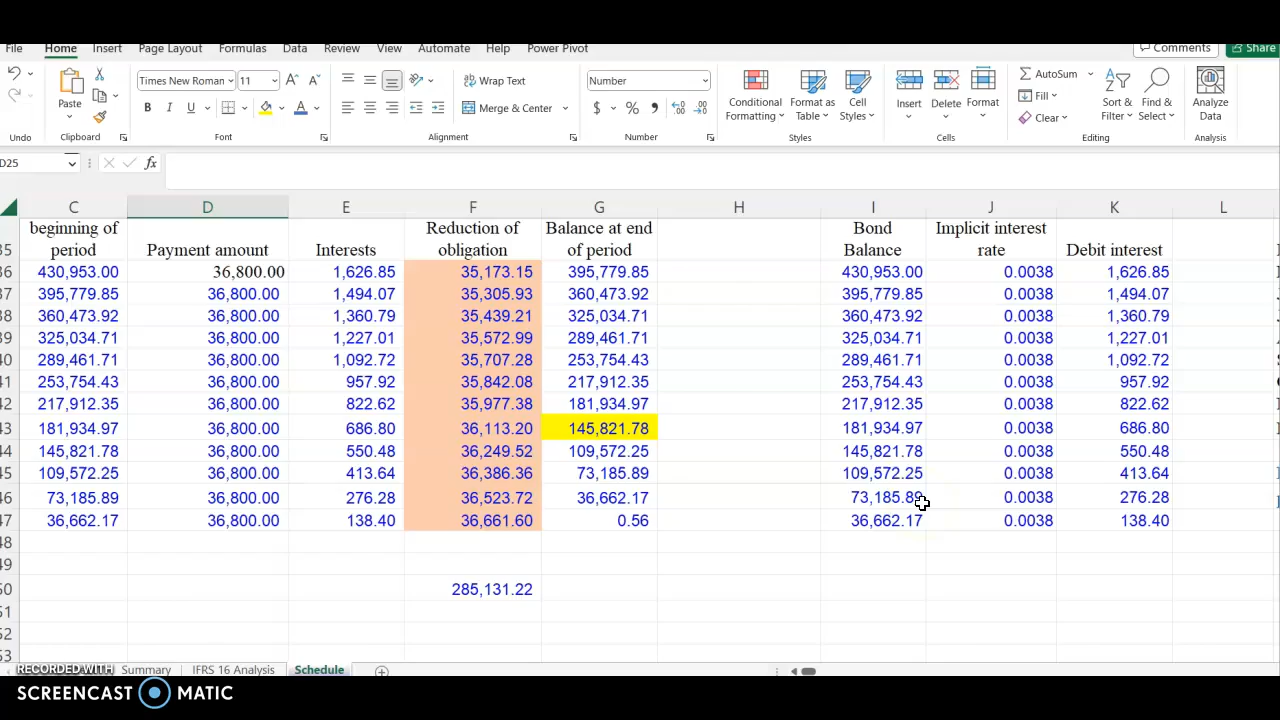 File Home Insert Page Layout Formulas Data Review View Automate Help Power Pivot Comments Share
Times New Roman 11 Wrap Text Number AutoSum
Paste Merge & Center Conditional Formatting Format as Table Cell Styles Insert Delete Format Fill Clear Sort & Filter Find & Select Analyze Data
B I U A $ %
Undo Clipboard Font Alignment Number Styles Cells Editing Analysis
D25 fx
C D E F G H I J K L
beginning of Reduction of Balance at end Bond Implicit interest
35 period Payment amount Interests obligation of period Balance rate Debit interest
36 430,953.00 36,800.00 1,626.85 35,173.15 395,779.85 430,953.00 0.0038 1,626.85
37 395,779.85 36,800.00 1,494.07 35,305.93 360,473.92 395,779.85 0.0038 1,494.07
38 360,473.92 36,800.00 1,360.79 35,439.21 325,034.71 360,473.92 0.0038 1,360.79
39 325,034.71 36,800.00 1,227.01 35,572.99 289,461.71 325,034.71 0.0038 1,227.01
40 289,461.71 36,800.00 1,092.72 35,707.28 253,754.43 289,461.71 0.0038 1,092.72
41 253,754.43 36,800.00 957.92 35,842.08 217,912.35 253,754.43 0.0038 957.92
42 217,912.35 36,800.00 822.62 35,977.38 181,934.97 217,912.35 0.0038 822.62
43 181,934.97 36,800.00 686.80 36,113.20 145,821.78 181,934.97 0.0038 686.80
44 145,821.78 36,800.00 550.48 36,249.52 109,572.25 145,821.78 0.0038 550.48
45 109,572.25 36,800.00 413.64 36,386.36 73,185.89 109,572.25 0.0038 413.64
46 73,185.89 36,800.00 276.28 36,523.72 36,662.17 73,185.89 0.0038 276.28
47 36,662.17 36,800.00 138.40 36,661.60 0.56 36,662.17 0.0038 138.40
48
49
50 285,131.22
51
52
53
RECORDED WITH Summary IFRS 16 Analysis Schedule
SCREENCAST MATIC